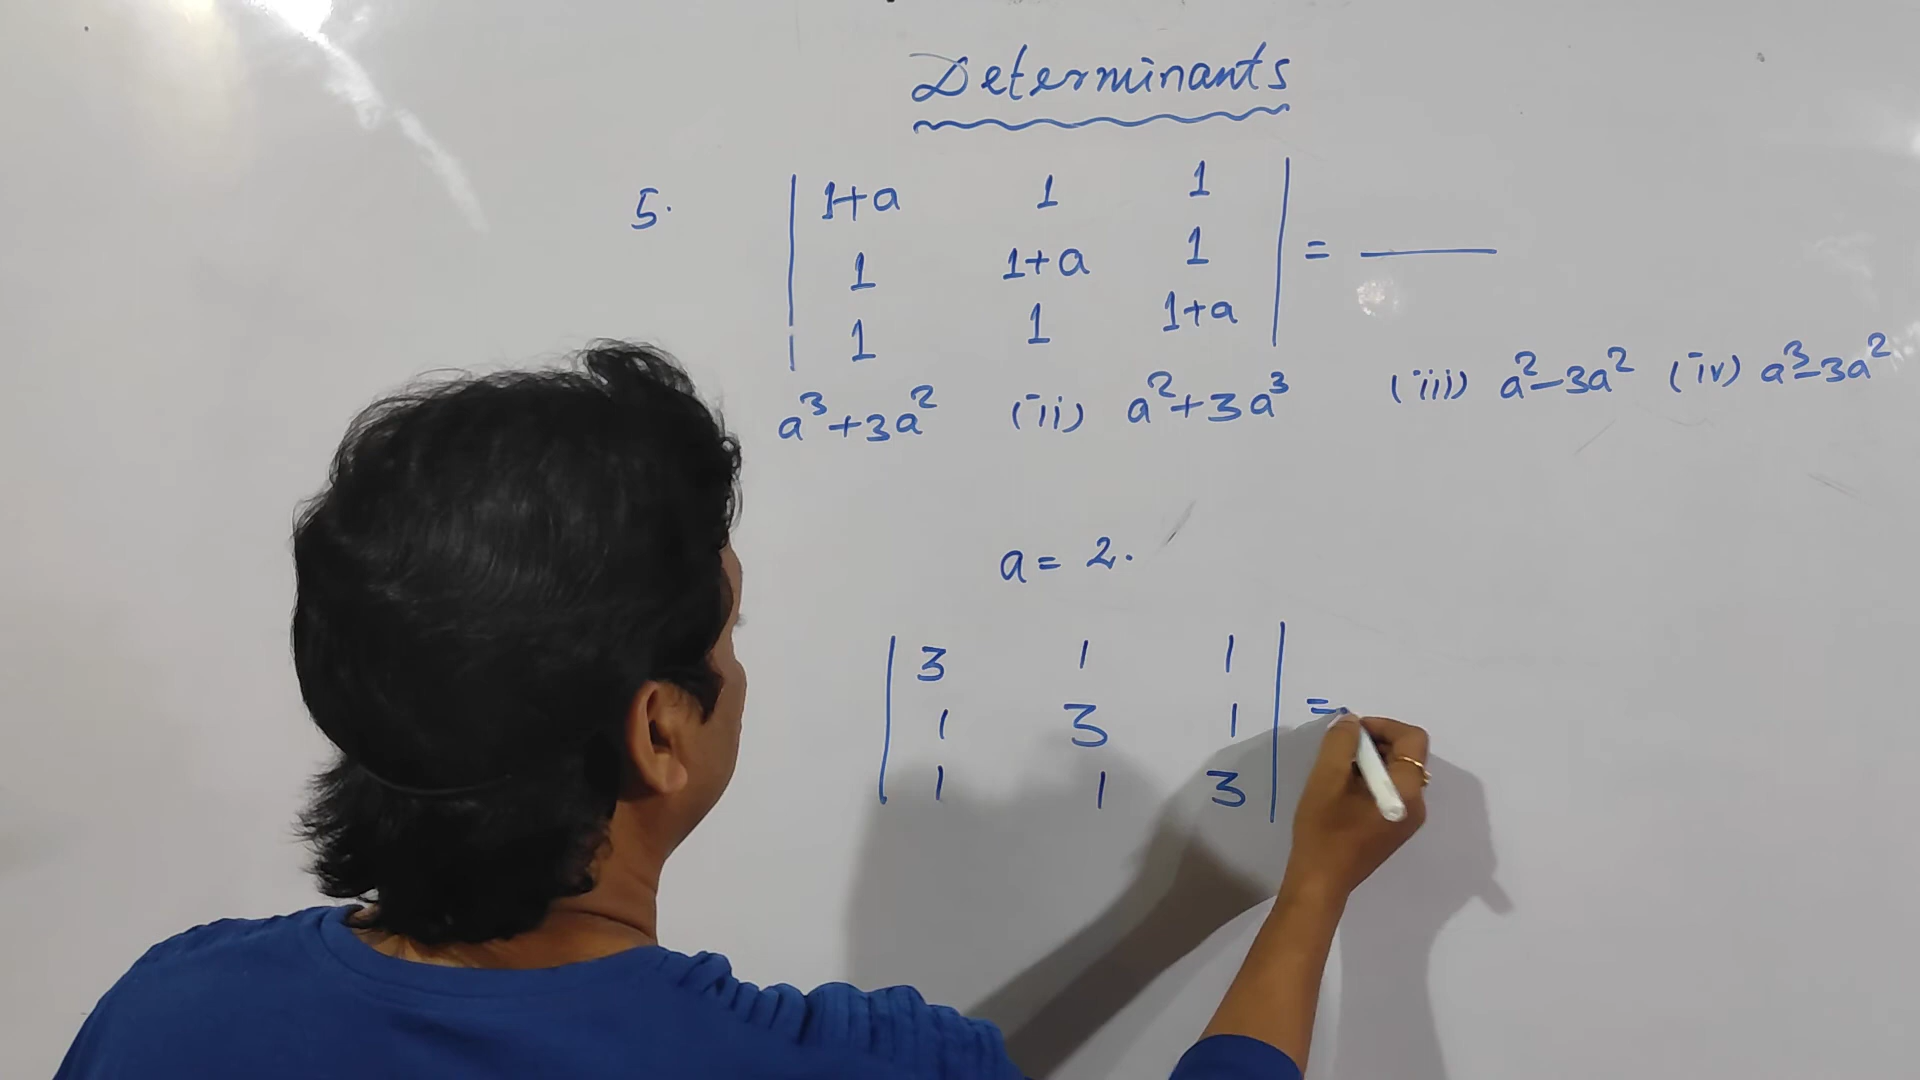 Determinants
5. | 1+a 1 1 |
| 1 1+a 1 | = ____
| 1 1 1+a |
a³+3a² (ii) a²+3a³ (iii) a²-3a² (iv) a³-3a²
a = 2.
| 3 1 1 |
| 1 3 1 | =
| 1 1 3 |